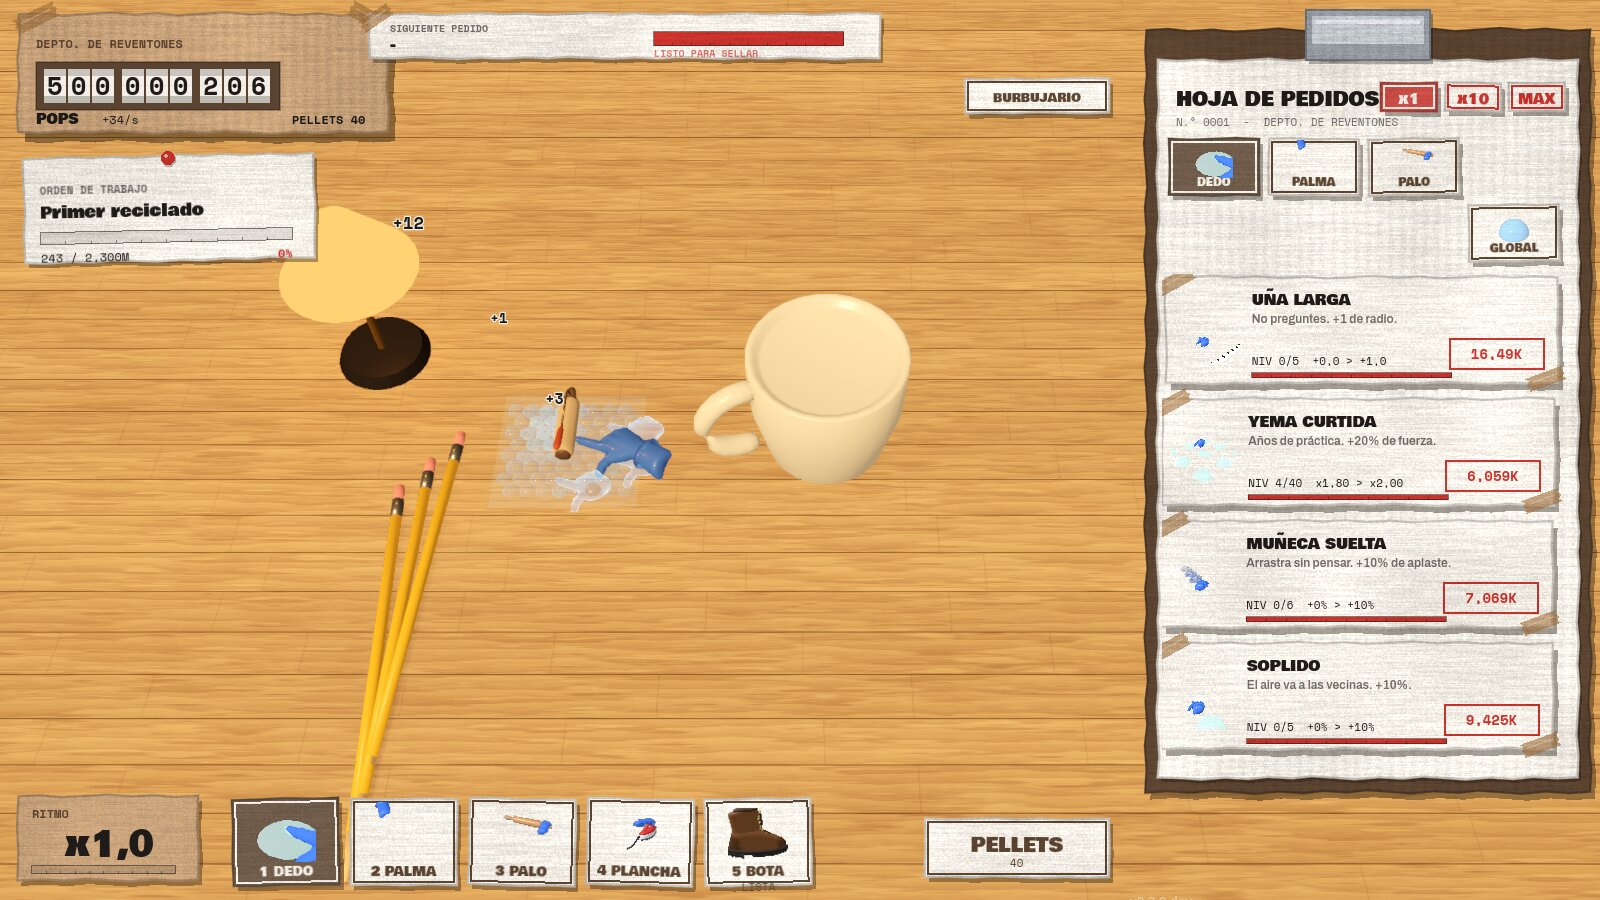 DEPTO. DE REVENTONES
500 000 206
POPS +34/s PELLETS 40
SIGUIENTE PEDIDO
-
LISTO PARA SELLAR
BURBUJARIO
ORDEN DE TRABAJO
Primer reciclado
243 / 2,300M 0%
+12
+1
+3
HOJA DE PEDIDOS x1 x10 MAX
N.° 0001 - DEPTO. DE REVENTONES
DEDO PALMA PALO
GLOBAL
UÑA LARGA
No preguntes. +1 de radio.
NIV 0/5 +0,0 > +1,0 16,49K
YEMA CURTIDA
Años de práctica. +20% de fuerza.
NIV 4/40 x1,80 > x2,00 6,059K
MUÑECA SUELTA
Arrastra sin pensar. +10% de aplaste.
NIV 0/6 +0% > +10% 7,069K
SOPLIDO
El aire va a las vecinas. +10%.
NIV 0/5 +0% > +10% 9,425K
RITMO
x1,0
1 DEDO 2 PALMA 3 PALO 4 PLANCHA 5 BOTA
LISTA
PELLETS
40